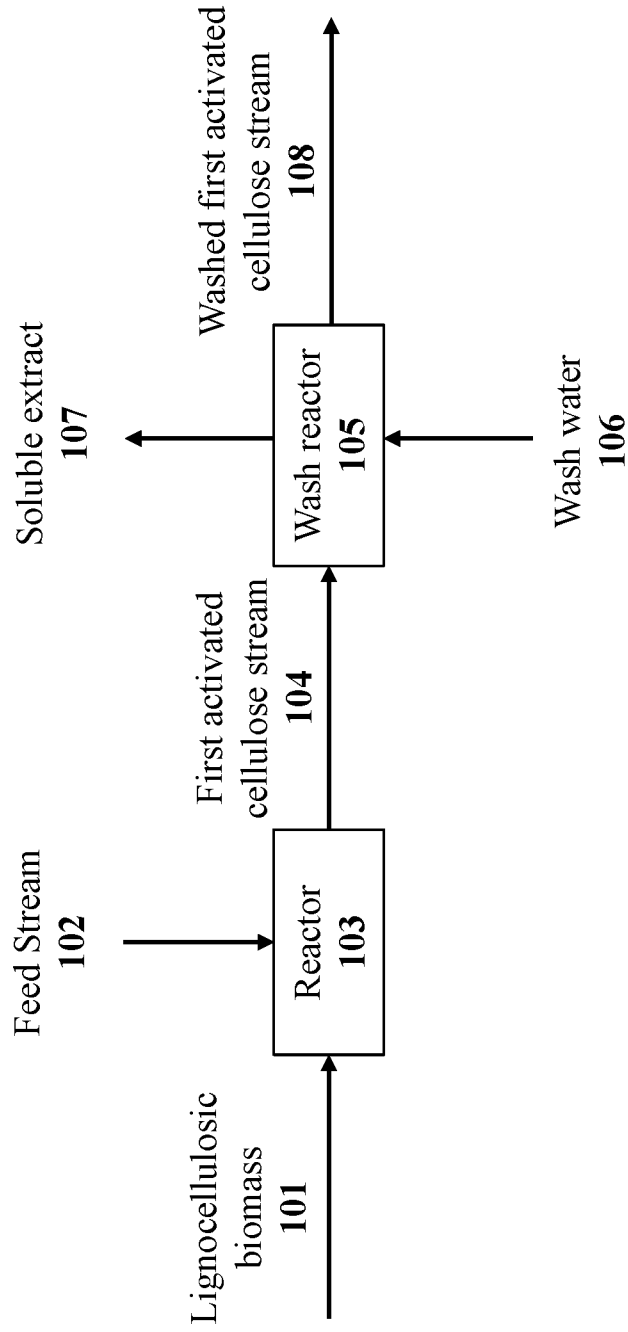 Lignocellulosic
biomass
101
Feed Stream
102
Reactor
103
First activated
cellulose stream
104
Soluble extract
107
Wash reactor
105
Wash water
106
Washed first activated
cellulose stream
108